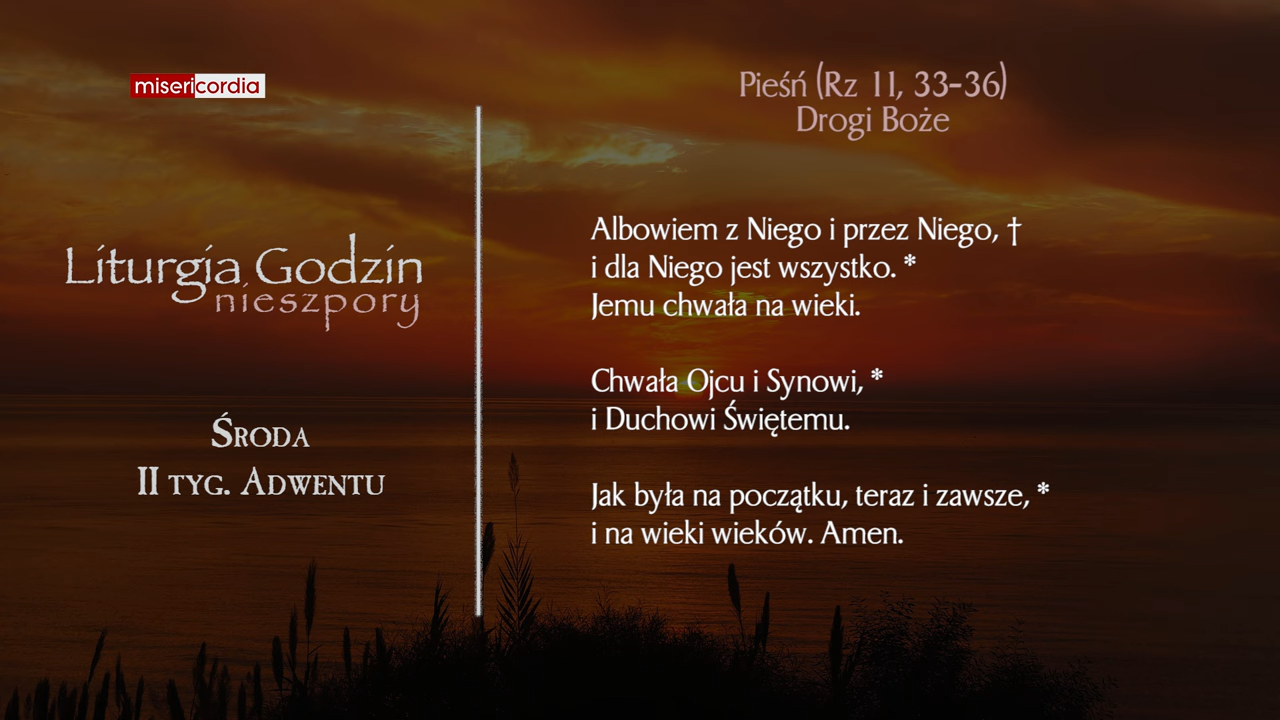 misericordia
Liturgia Godzin
nieszpory
Środa
II tyg. Adwentu
Pieśń (Rz 11, 33-36)
Drogi Boże
Albowiem z Niego i przez Niego, †
i dla Niego jest wszystko. *
Jemu chwała na wieki.
Chwała Ojcu i Synowi, *
i Duchowi Świętemu.
Jak była na początku, teraz i zawsze, *
i na wieki wieków. Amen.